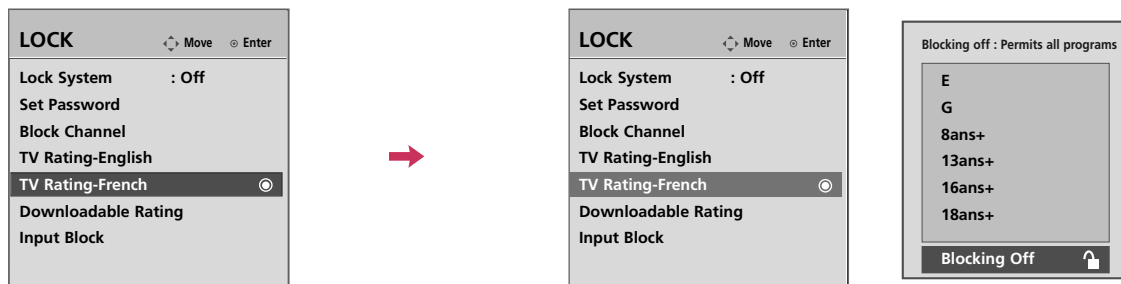 LOCK Move Enter
Lock System : Off
Set Password
Block Channel
TV Rating-English
TV Rating-French
Downloadable Rating
Input Block
LOCK Move Enter
Lock System : Off
Set Password
Block Channel
TV Rating-English
TV Rating-French
Downloadable Rating
Input Block
Blocking off : Permits all programs
E
G
8ans+
13ans+
16ans+
18ans+
Blocking Off